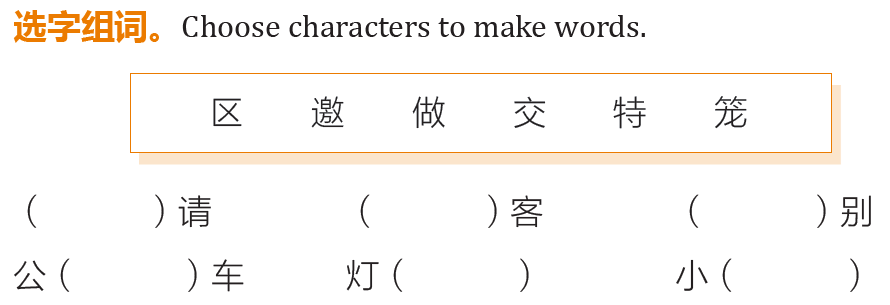 选字组词。Choose characters to make words.
区 邀 做 交 特 笼
（ ）请 （ ）客 （ ）别
公（ ）车 灯（ ） 小（ ）